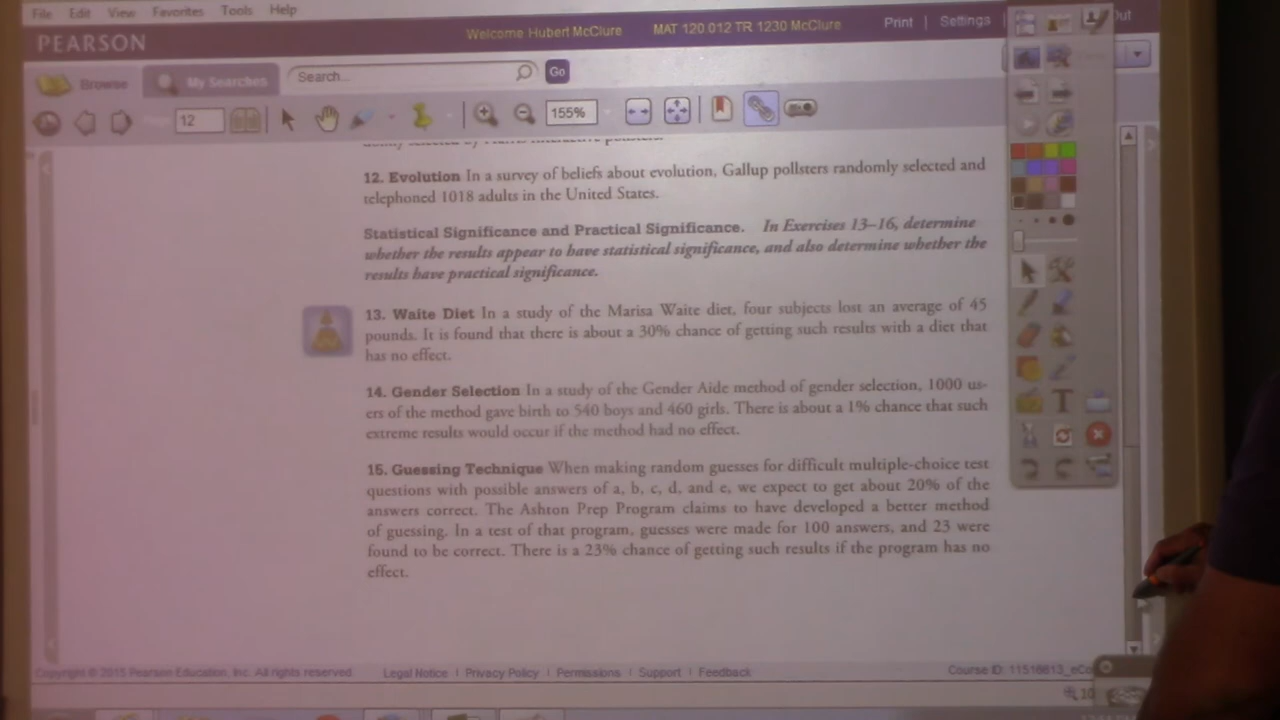 File Edit View Favorites Tools Help
Welcome Hubert McClure MAT 120 012 TR 1230 McClure Print | Settings
PEARSON
Browse My Searches Search... Go
12 155%
12. Evolution In a survey of beliefs about evolution, Gallup pollsters randomly selected and
telephoned 1018 adults in the United States.
Statistical Significance and Practical Significance. In Exercises 13–16, determine
whether the results appear to have statistical significance, and also determine whether the
results have practical significance.
13. Waite Diet In a study of the Marisa Waite diet, four subjects lost an average of 45
pounds. It is found that there is about a 30% chance of getting such results with a diet that
has no effect.
14. Gender Selection In a study of the Gender Aide method of gender selection, 1000 us-
ers of the method gave birth to 540 boys and 460 girls. There is about a 1% chance that such
extreme results would occur if the method had no effect.
15. Guessing Technique When making random guesses for difficult multiple-choice test
questions with possible answers of a, b, c, d, and e, we expect to get about 20% of the
answers correct. The Ashton Prep Program claims to have developed a better method
of guessing. In a test of that program, guesses were made for 100 answers, and 23 were
found to be correct. There is a 23% chance of getting such results if the program has no
effect.
Copyright © 2015 Pearson Education, Inc. All rights reserved. Legal Notice | Privacy Policy | Permissions | Support | Feedback Course ID: